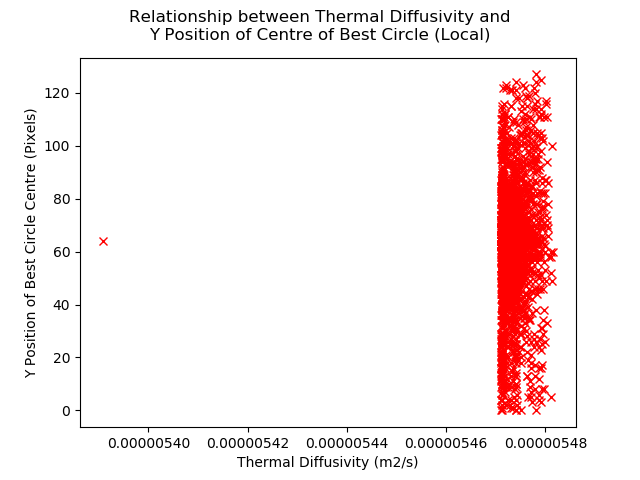 Relationship between Thermal Diffusivity and
Y Position of Centre of Best Circle (Local)
Y Position of Best Circle Centre (Pixels)
120
100
80
60
40
20
0
0.00000540 0.00000542 0.00000544 0.00000546 0.00000548
Thermal Diffusivity (m2/s)